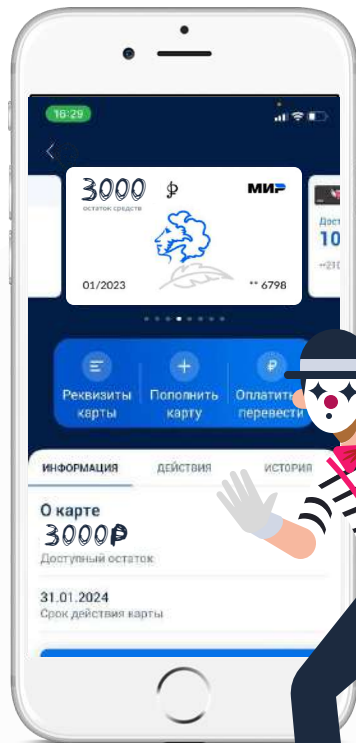 16:29
3000 ₽
остаток средств
МИР
01/2023
** 6798
Дост
10
**210
Реквизиты карты
Пополнить карту
Оплатить
перевести
ИНФОРМАЦИЯ
ДЕЙСТВИЯ
ИСТОРИЯ
О карте
3000₽
Доступный остаток
31.01.2024
Срок действия карты